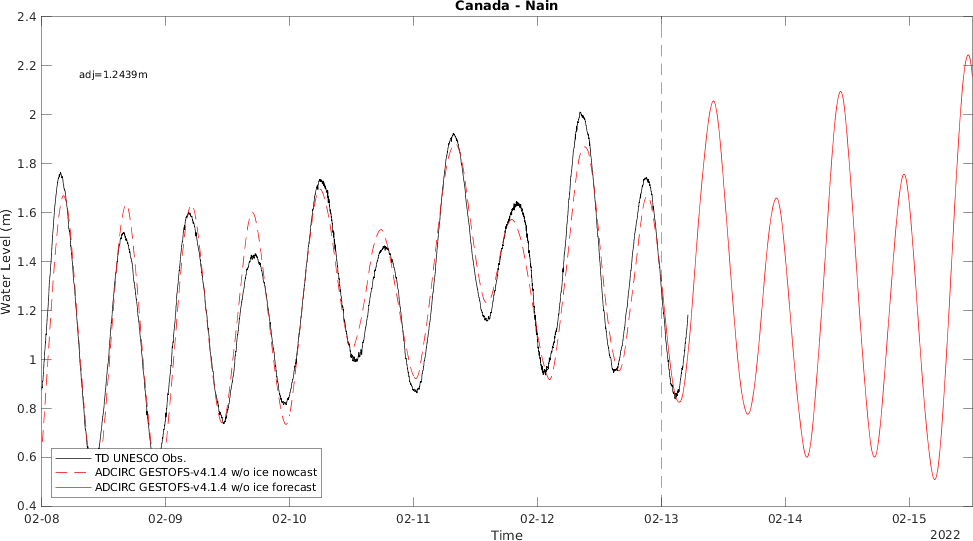 Canada - Nain
adj=1.2439m
Water Level (m)
2.4
2.2
2
1.8
1.6
1.4
1.2
1
0.8
0.6
0.4
TD UNESCO Obs.
ADCIRC GESTOFS-v4.1.4 w/o ice nowcast
ADCIRC GESTOFS-v4.1.4 w/o ice forecast
02-08 02-09 02-10 02-11 02-12 02-13 02-14 02-15
Time
2022